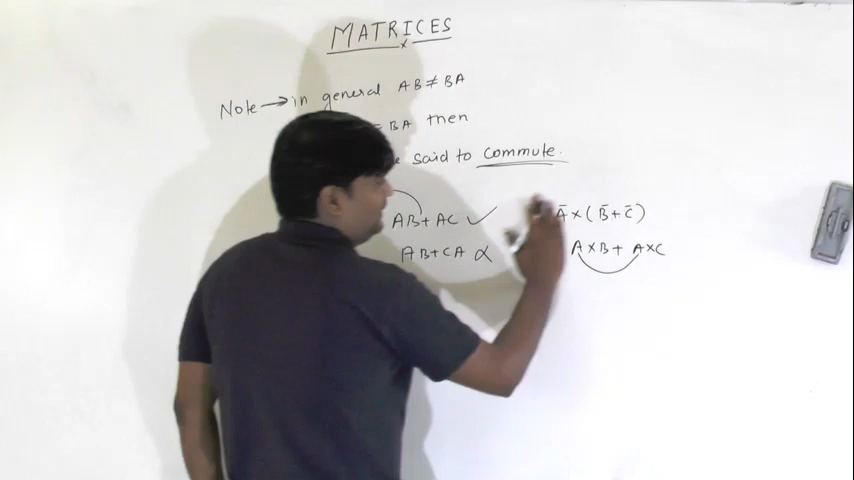 MATRICES
x
Note → in general AB ≠ BA
= BA then
said to commute.
AB + AC ✓
AB + CA
A̅ × ( B̅ + C̅ )
A × B + A × C